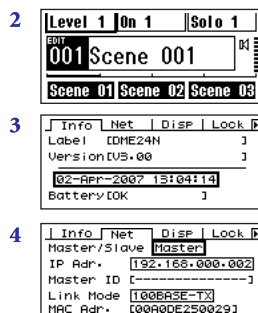 2
Level 1 On 1 Solo 1
EDIT
001 Scene 001
Scene 01 Scene 02 Scene 03
3
Info Net Disp Lock
Label [DME24N ]
Version[V3.00 ]
02-Apr-2007 13:04:14
Battery[OK ]
4
Info Net Disp Lock
Master/Slave Master
IP Adr. 192.168.000.002
Master ID [---------------]
Link Mode 100BASE-TX
MAC Adr. [00A0DE250029]